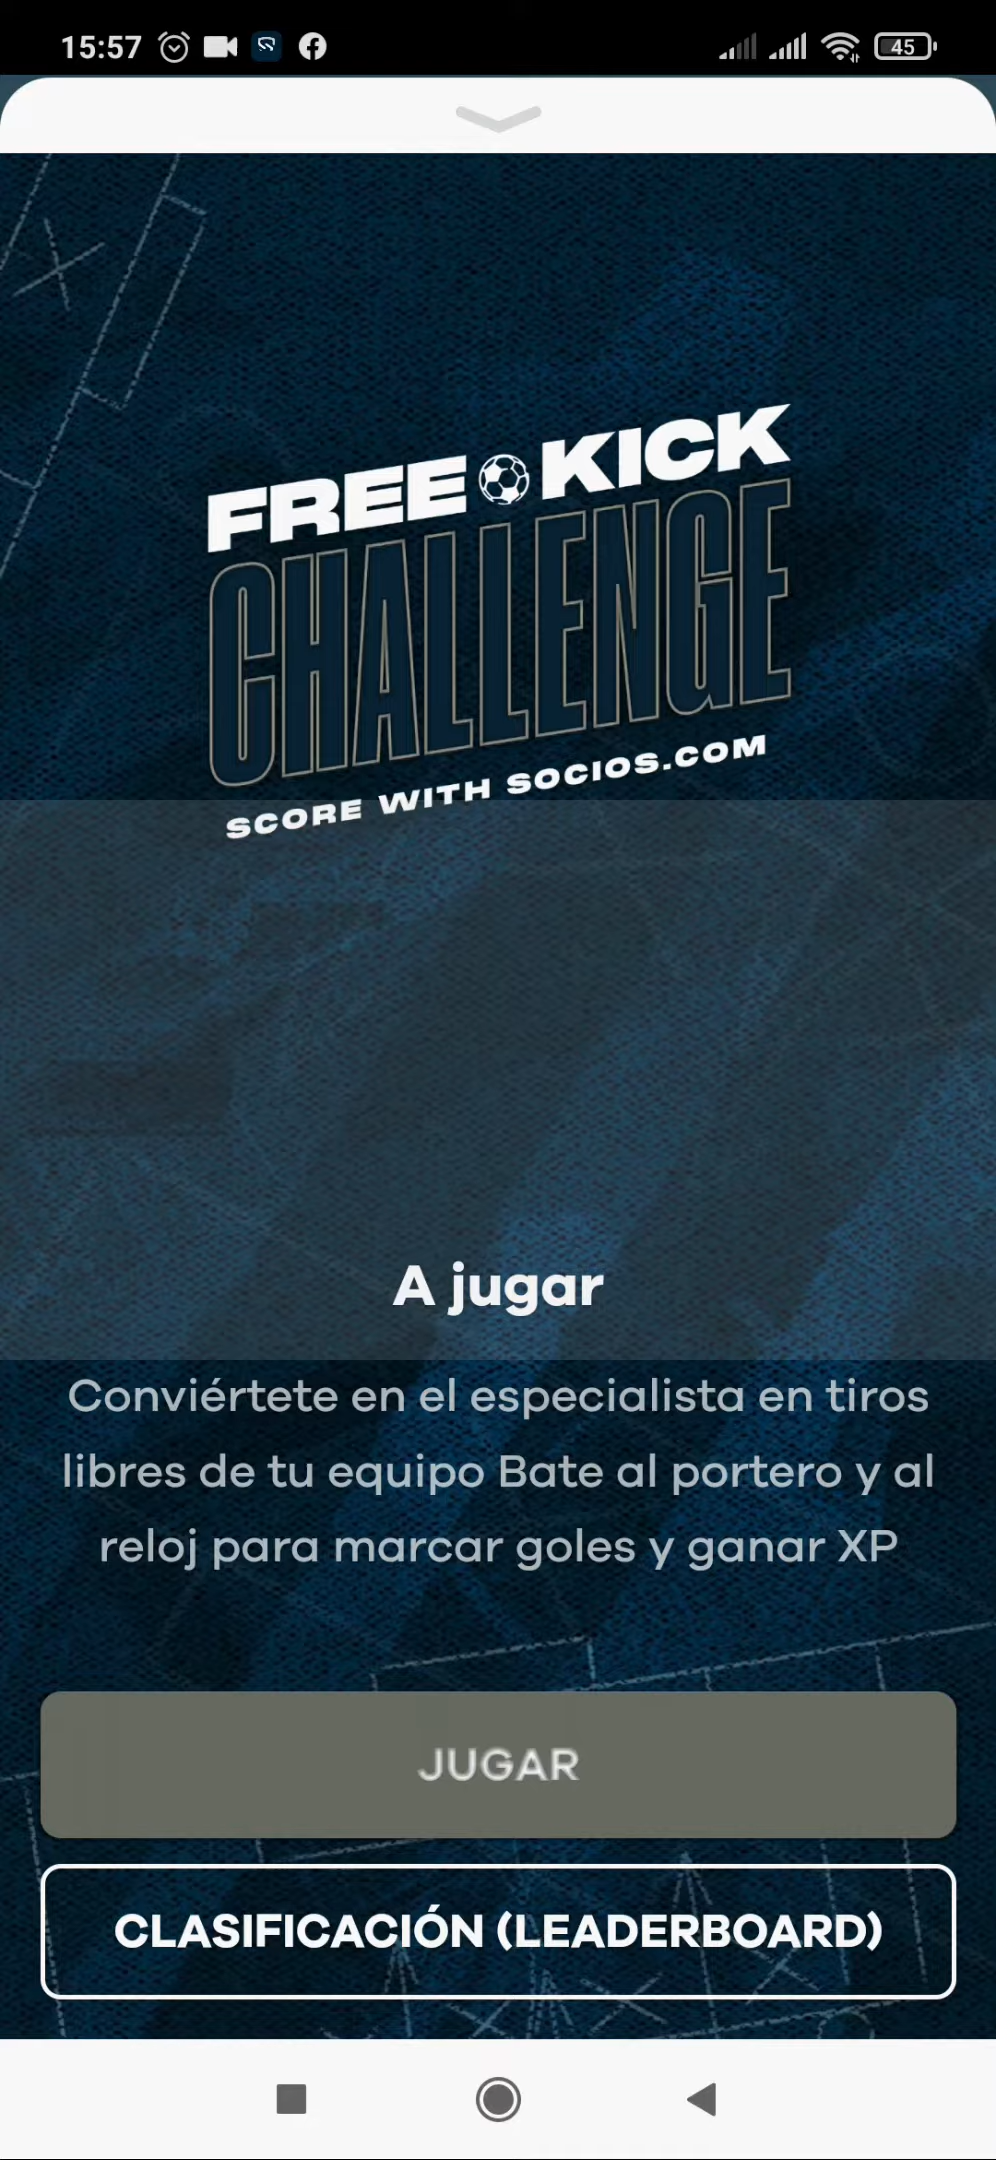 15:57
45
FREE KICK
CHALLENGE
SCORE WITH SOCIOS.COM
A jugar
Conviértete en el especialista en tiros
libres de tu equipo Bate al portero y al
reloj para marcar goles y ganar XP
JUGAR
CLASIFICACIÓN (LEADERBOARD)